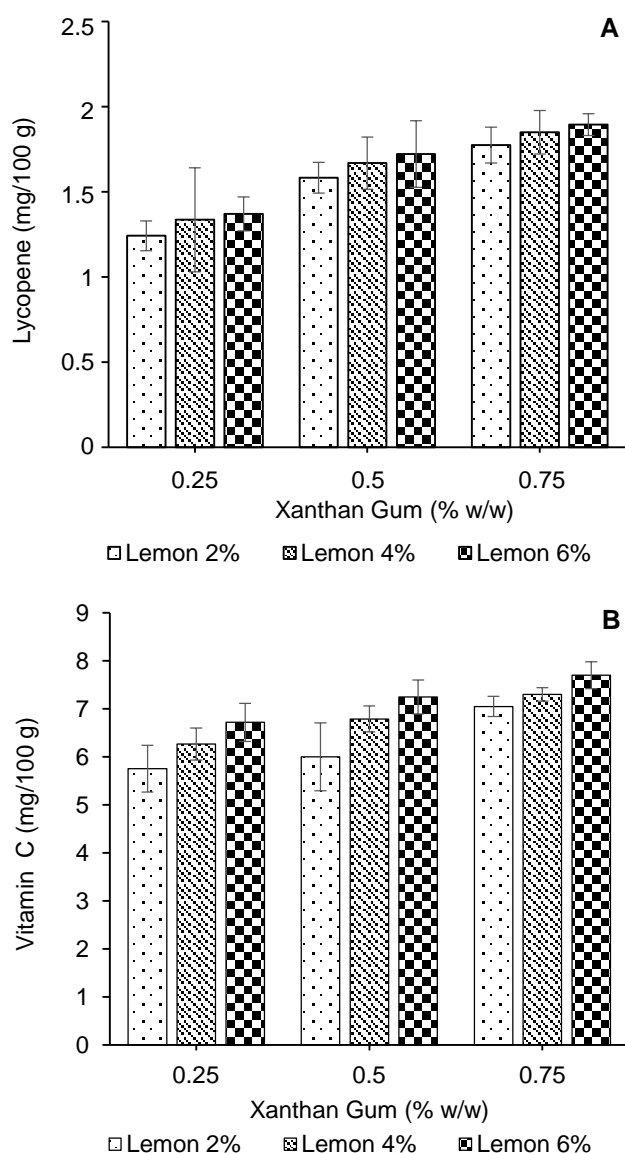 A
2.5
2
1.5
1
0.5
0
Lycopene (mg/100 g)
0.25 0.5 0.75
Xanthan Gum (% w/w)
Lemon 2% Lemon 4% Lemon 6%
B
9
8
7
6
5
4
3
2
1
0
Vitamin C (mg/100 g)
0.25 0.5 0.75
Xanthan Gum (% w/w)
Lemon 2% Lemon 4% Lemon 6%